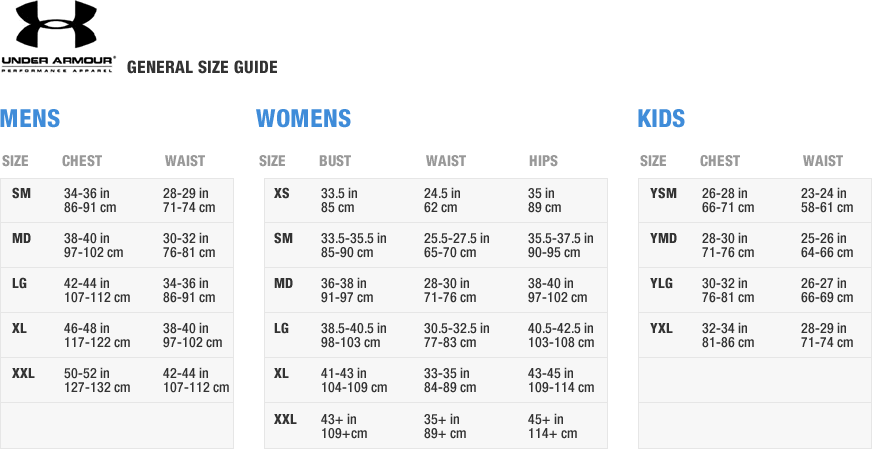 UNDER ARMOUR®
PERFORMANCE APPAREL
GENERAL SIZE GUIDE
MENS
SIZE CHEST WAIST
SM 34-36 in 28-29 in
86-91 cm 71-74 cm
MD 38-40 in 30-32 in
97-102 cm 76-81 cm
LG 42-44 in 34-36 in
107-112 cm 86-91 cm
XL 46-48 in 38-40 in
117-122 cm 97-102 cm
XXL 50-52 in 42-44 in
127-132 cm 107-112 cm
WOMENS
SIZE BUST WAIST HIPS
XS 33.5 in 24.5 in 35 in
85 cm 62 cm 89 cm
SM 33.5-35.5 in 25.5-27.5 in 35.5-37.5 in
85-90 cm 65-70 cm 90-95 cm
MD 36-38 in 28-30 in 38-40 in
91-97 cm 71-76 cm 97-102 cm
LG 38.5-40.5 in 30.5-32.5 in 40.5-42.5 in
98-103 cm 77-83 cm 103-108 cm
XL 41-43 in 33-35 in 43-45 in
104-109 cm 84-89 cm 109-114 cm
XXL 43+ in 35+ in 45+ in
109+cm 89+ cm 114+ cm
KIDS
SIZE CHEST WAIST
YSM 26-28 in 23-24 in
66-71 cm 58-61 cm
YMD 28-30 in 25-26 in
71-76 cm 64-66 cm
YLG 30-32 in 26-27 in
76-81 cm 66-69 cm
YXL 32-34 in 28-29 in
81-86 cm 71-74 cm